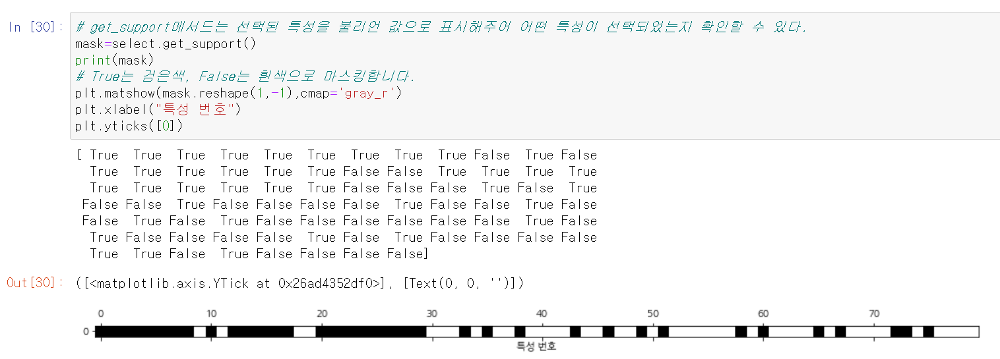 In [30]: # get_support메서드는 선택된 특성을 불리언 값으로 표시해주어 어떤 특성이 선택되었는지 확인할 수 있다.
mask=select.get_support()
print(mask)
# True는 검은색, False는 흰색으로 마스킹합니다.
plt.matshow(mask.reshape(1,-1),cmap='gray_r')
plt.xlabel("특성 번호")
plt.yticks([0])
[ True True True True True True True True True False True False
True True True True True True False False True True True True
True True True True True True False False False True False True
False False True False False False False True False False True False
False True False True False False False False False False True False
True False False False False True False True False False False False
True True False True False False False False]
Out[30]: ([<matplotlib.axis.YTick at 0x26ad4352df0>], [Text(0, 0, '')])
0 10 20 30 40 50 60 70
0
특성 번호